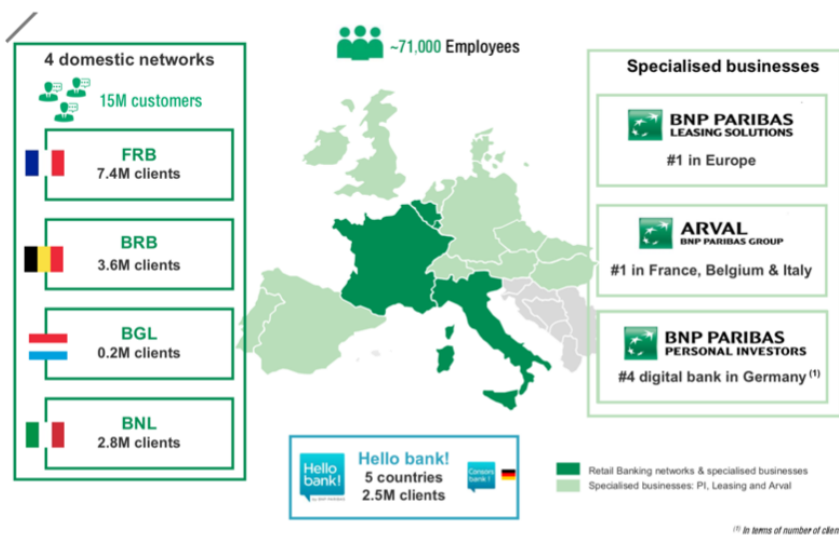 ~71,000 Employees
4 domestic networks
15M customers
FRB
7.4M clients
BRB
3.6M clients
BGL
0.2M clients
BNL
2.8M clients
Specialised businesses
BNP PARIBAS
LEASING SOLUTIONS
#1 in Europe
ARVAL
BNP PARIBAS GROUP
#1 in France, Belgium & Italy
BNP PARIBAS
PERSONAL INVESTORS
#4 digital bank in Germany (1)
Hello
bank!
by BNP PARIBAS
Hello bank!
5 countries
2.5M clients
Consors
bank!
Retail Banking networks & specialised businesses
Specialised businesses: PI, Leasing and Arval
(1) In terms of number of clien